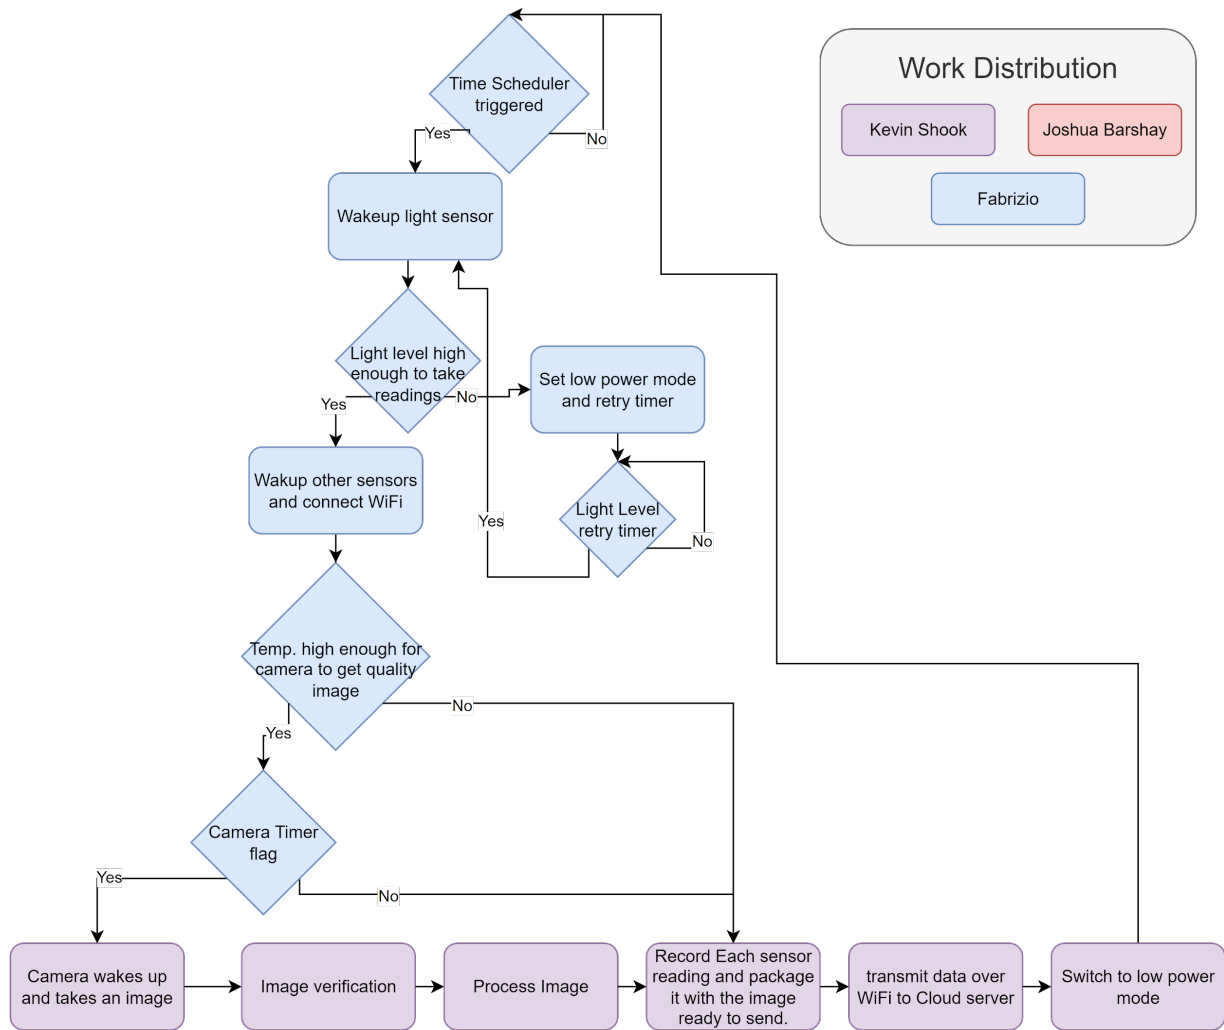 Time Scheduler
triggered
Yes
No
Work Distribution
Kevin Shook
Joshua Barshay
Fabrizio
Wakeup light sensor
Light level high
enough to take
readings
Yes
No
Set low power mode
and retry timer
Wakup other sensors
and connect WiFi
Light Level
retry timer
Yes
No
Temp. high enough for
camera to get quality
image
No
Yes
Camera Timer
flag
Yes
No
Camera wakes up
and takes an image
Image verification
Process Image
Record Each sensor
reading and package
it with the image
ready to send.
transmit data over
WiFi to Cloud server
Switch to low power
mode